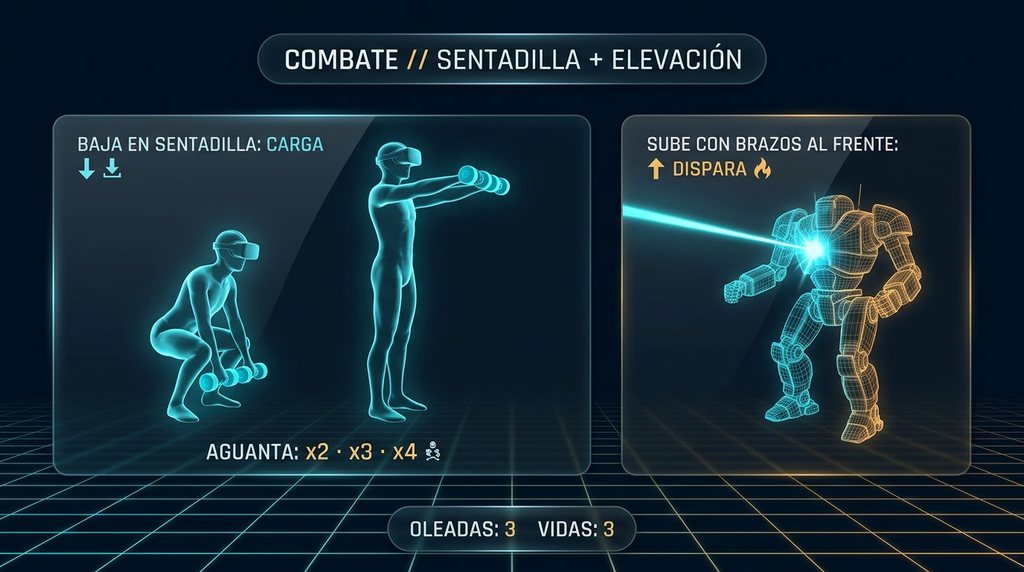 COMBATE // SENTADILLA + ELEVACIÓN
BAJA EN SENTADILLA: CARGA
SUBE CON BRAZOS AL FRENTE:
DISPARA
AGUANTA: x2 · x3 · x4
OLEADAS: 3 VIDAS: 3